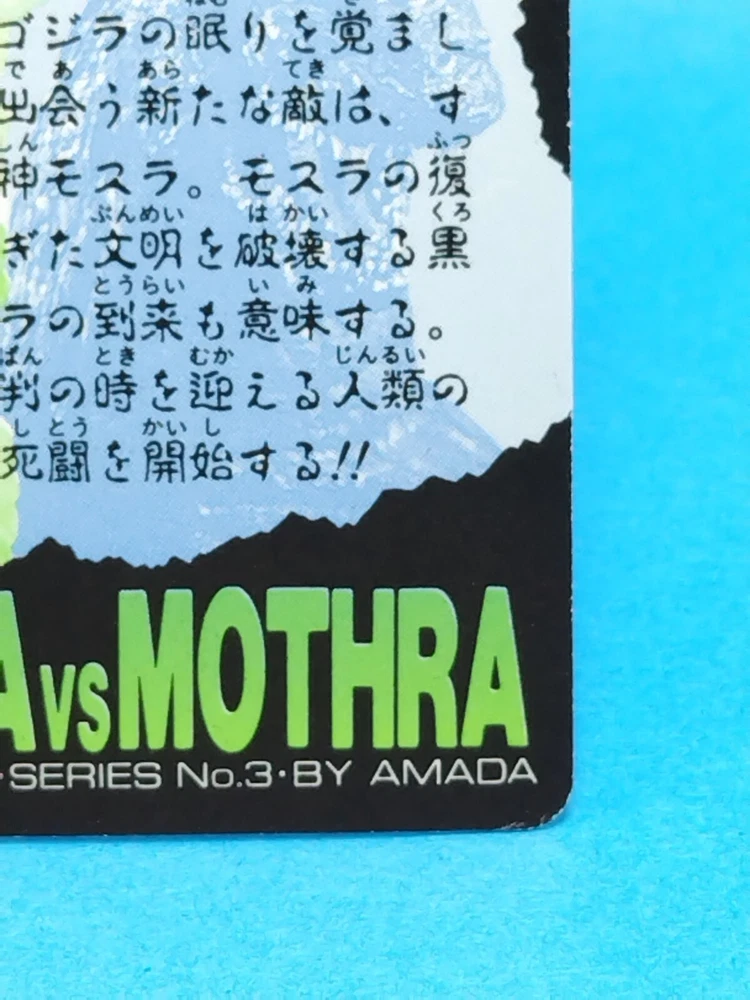 ゴジラの眠りを覚まし
出会う新たな敵は、す
神モスラ。モスラの復
ぎた文明を破壊する黒
ラの到来も意味する。
判の時を迎える人類の
死闘を開始する!!
A VS MOTHRA
·SERIES No.3·BY AMADA